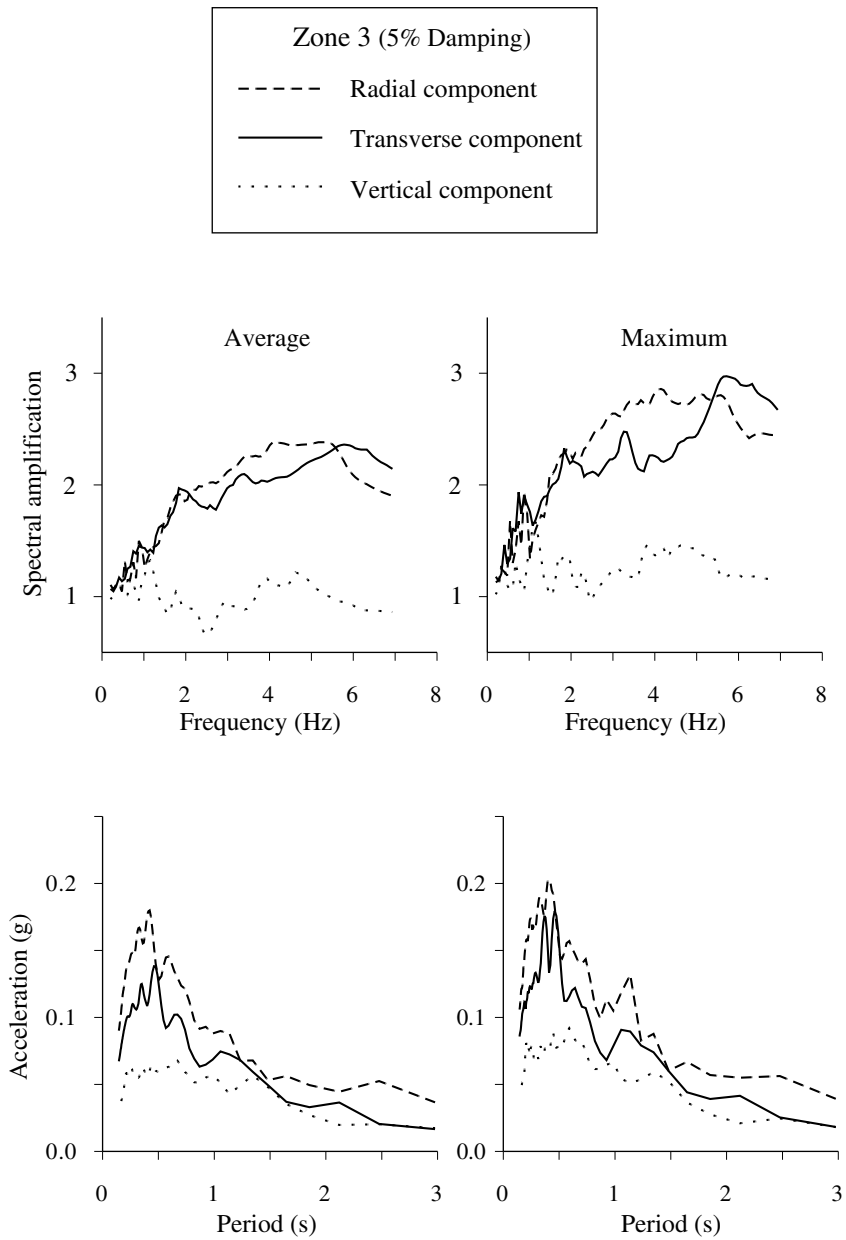 Zone 3 (5% Damping)
Radial component
Transverse component
Vertical component
Average
Maximum
Spectral amplification
3
2
1
3
2
1
0 2 4 6 8
0 2 4 6 8
Frequency (Hz)
Frequency (Hz)
Acceleration (g)
0.2
0.1
0.0
0.2
0.1
0.0
0 1 2 3
0 1 2 3
Period (s)
Period (s)